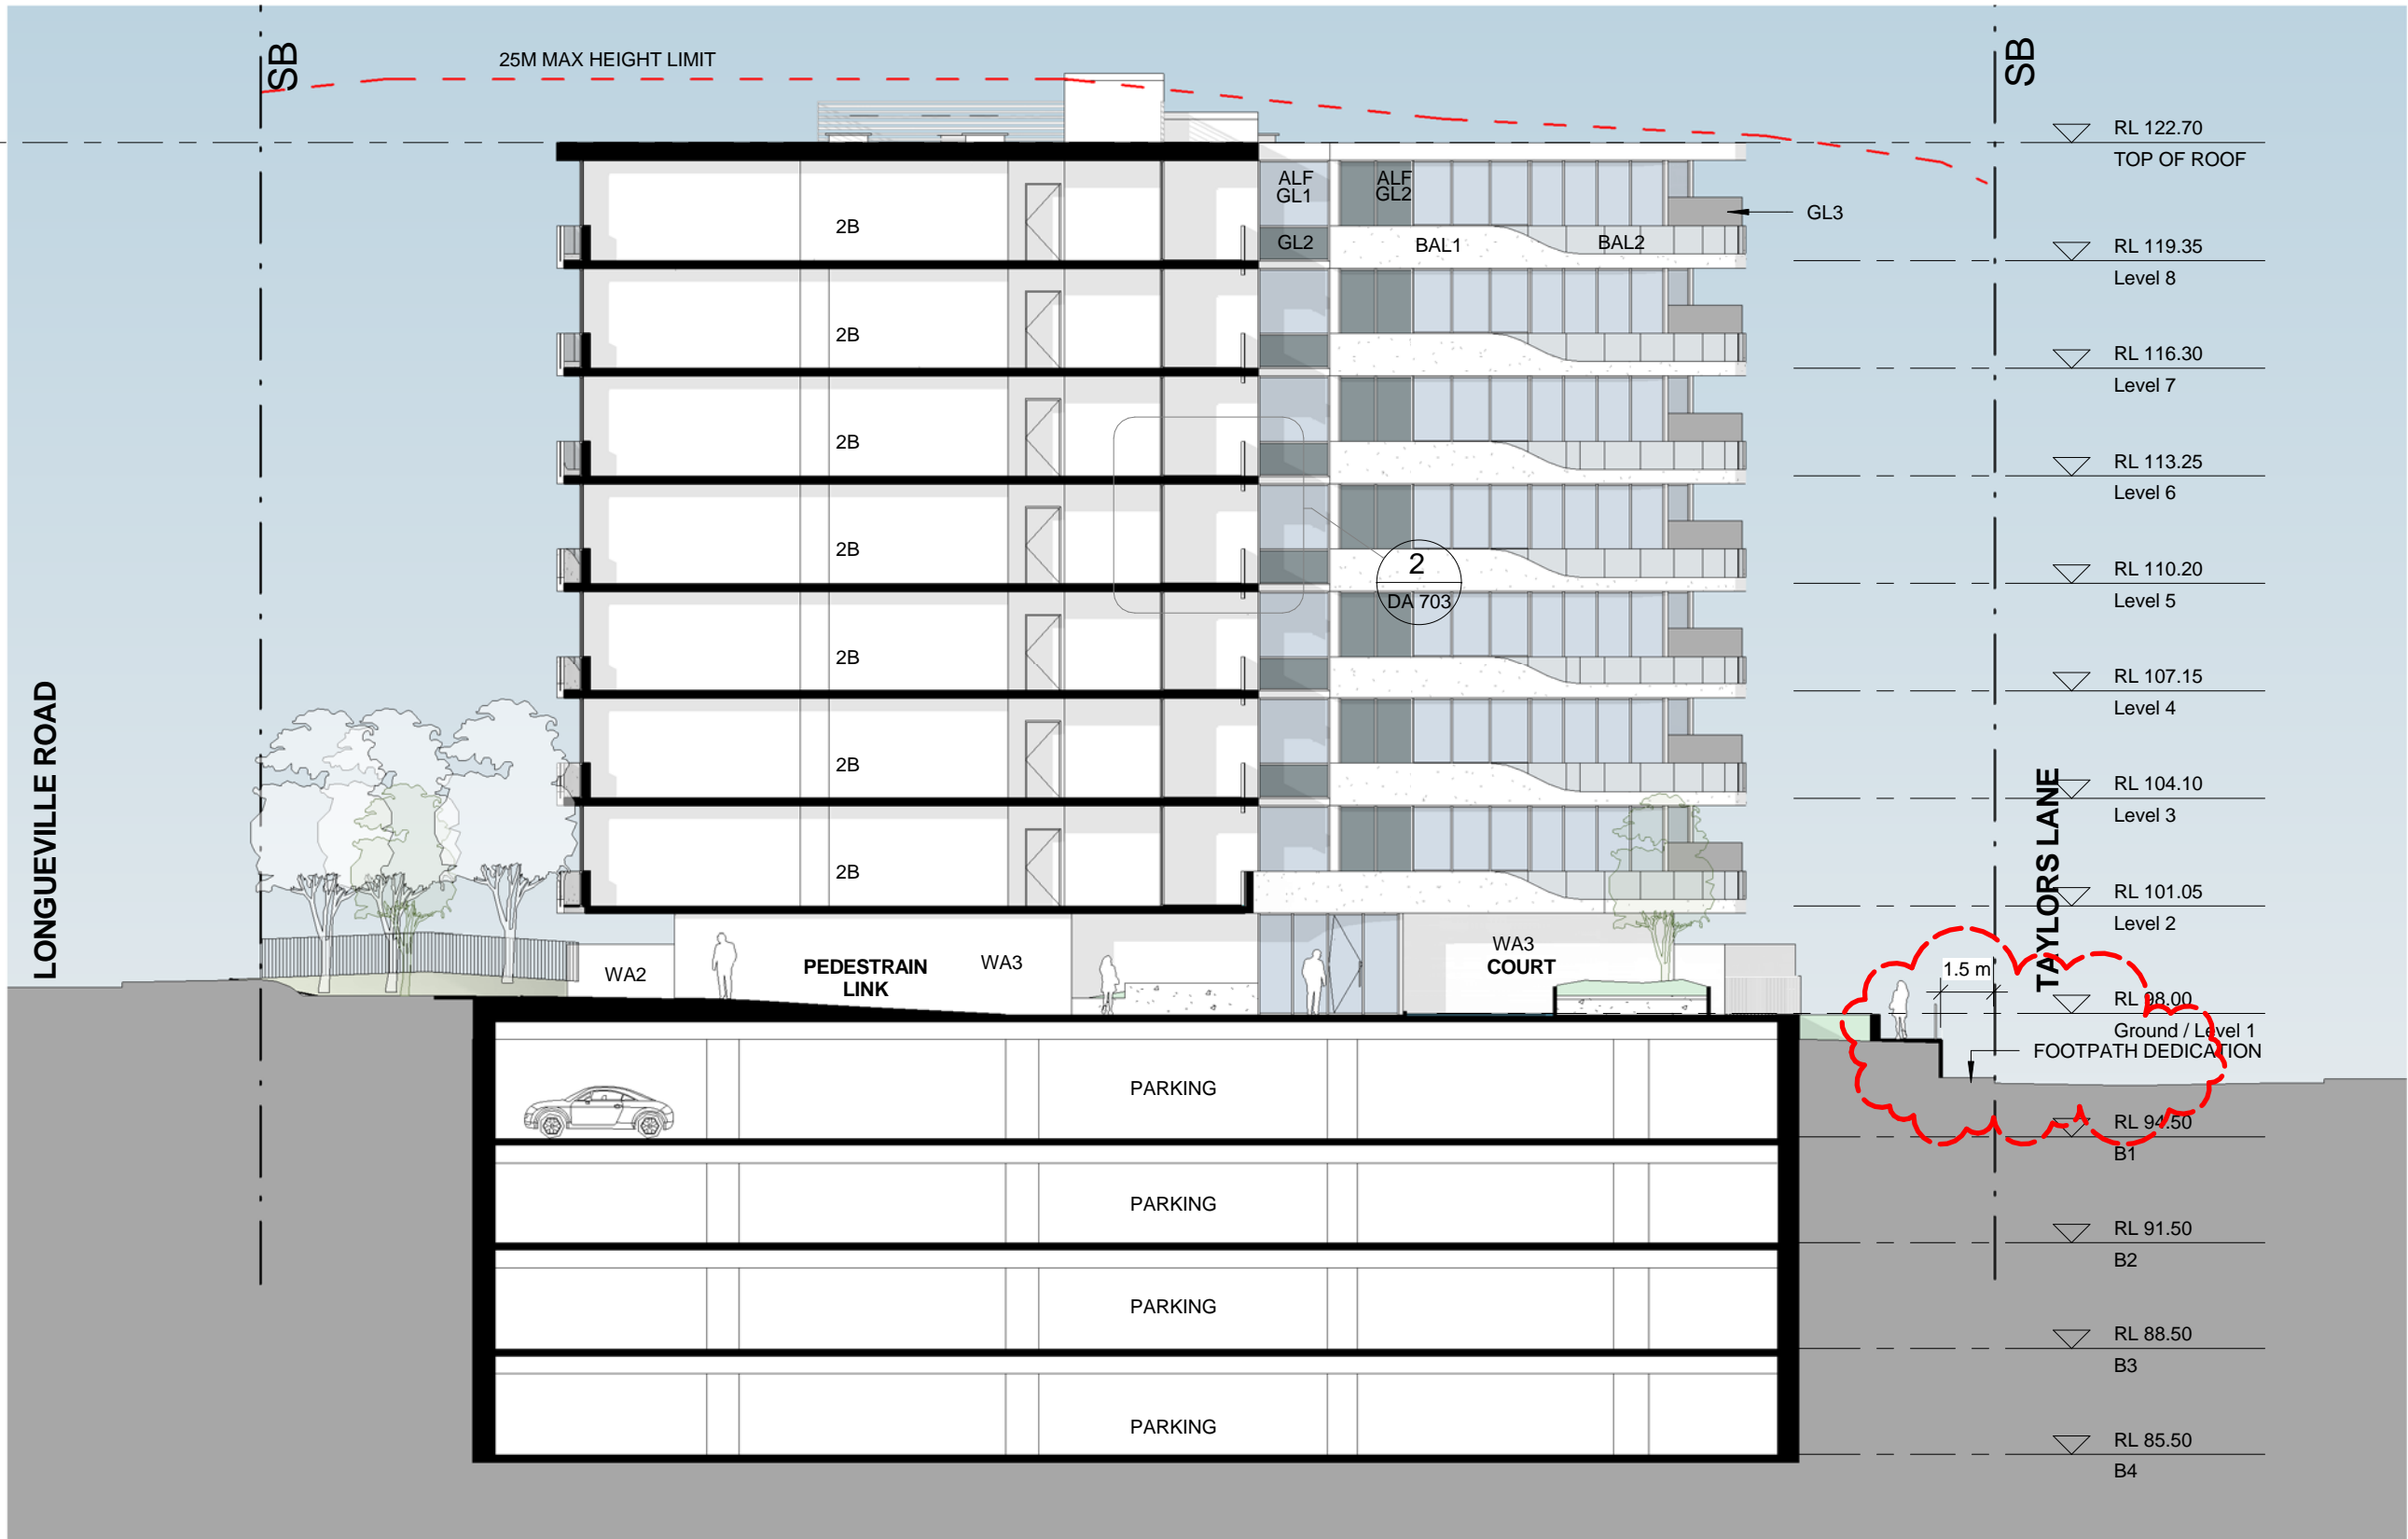 SB
SB
25M MAX HEIGHT LIMIT
RL 122.70
TOP OF ROOF
ALF
GL1
ALF
GL2
GL3
2B
GL2
BAL1
BAL2
RL 119.35
Level 8
2B
RL 116.30
Level 7
2B
RL 113.25
Level 6
2B
2
DA 703
RL 110.20
Level 5
2B
RL 107.15
Level 4
2B
RL 104.10
Level 3
2B
RL 101.05
Level 2
LONGUEVILLE ROAD
TAYLORS LANE
WA2
PEDESTRAIN
LINK
WA3
WA3
COURT
1.5 m
RL 98.00
Ground / Level 1
FOOTPATH DEDICATION
PARKING
RL 94.50
B1
PARKING
RL 91.50
B2
PARKING
RL 88.50
B3
PARKING
RL 85.50
B4